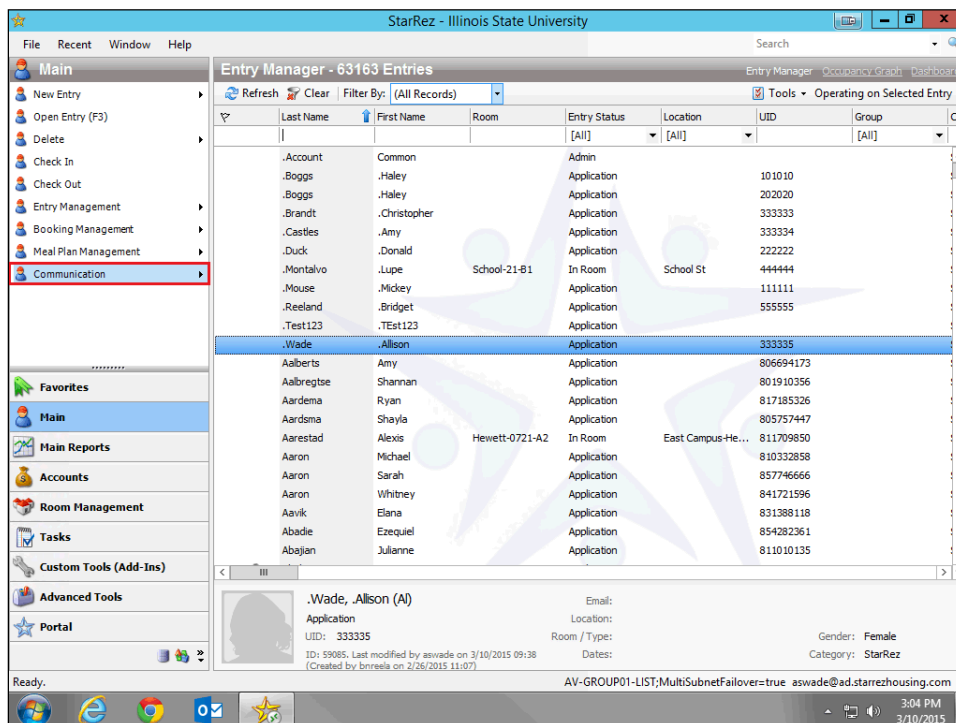 StarRez - Illinois State University
File Recent Window Help Search
Main
New Entry
Open Entry (F3)
Delete
Check In
Check Out
Entry Management
Booking Management
Meal Plan Management
Communication
Favorites
Main
Main Reports
Accounts
Room Management
Tasks
Custom Tools (Add-Ins)
Advanced Tools
Portal
Entry Manager - 63163 Entries Entry Manager Occupancy Graph Dashboar
Refresh Clear Filter By: (All Records) Tools Operating on Selected Entry
Last Name First Name Room Entry Status Location UID Group
[All] [All] [All]
.Account Common Admin
.Boggs .Haley Application 101010
.Boggs .Haley Application 202020
.Brandt .Christopher Application 333333
.Castles .Amy Application 333334
.Duck .Donald Application 222222
.Montalvo .Lupe School-21-B1 In Room School St 444444
.Mouse .Mickey Application 111111
.Reeland .Bridget Application 555555
.Test123 .TEst123 Application
.Wade .Allison Application 333335
Aalberts Amy Application 806694173
Aalbregtse Shannan Application 801910356
Aardema Ryan Application 817185326
Aardsma Shayla Application 805757447
Aarestad Alexis Hewett-0721-A2 In Room East Campus-He... 811709850
Aaron Michael Application 810332858
Aaron Sarah Application 857746666
Aaron Whitney Application 841721596
Aavik Elana Application 831388118
Abadie Ezequiel Application 854282361
Abajian Julianne Application 811010135
.Wade, .Allison (Al) Email:
Application Location:
UID: 333335 Room / Type: Gender: Female
ID: 59085. Last modified by aswade on 3/10/2015 09:38 Dates: Category: StarRez
(Created by bnreela on 2/26/2015 11:07)
Ready. AV-GROUP01-LIST;MultiSubnetFailover=true aswade@ad.starrezhousing.com
3:04 PM
3/10/2015